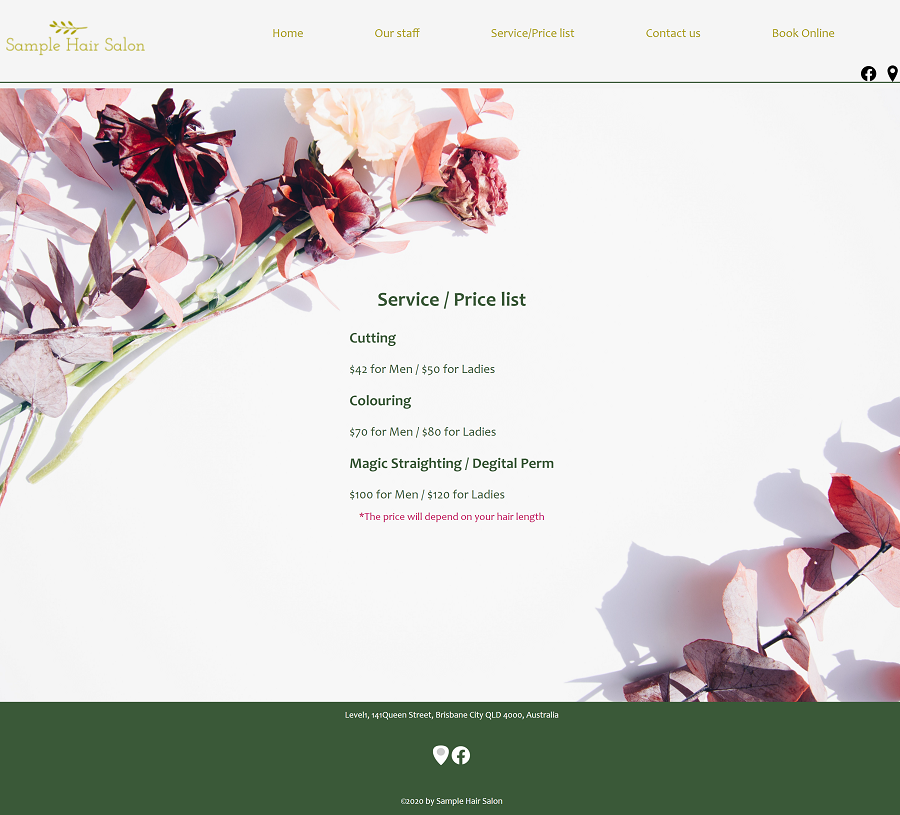 Sample Hair Salon
Home Our staff Service/Price list Contact us Book Online
Service / Price list
Cutting
$42 for Men / $50 for Ladies
Colouring
$70 for Men / $80 for Ladies
Magic Straighting / Degital Perm
$100 for Men / $120 for Ladies
*The price will depend on your hair length
Level1, 141Queen Street, Brisbane City QLD 4000, Australia
©2020 by Sample Hair Salon